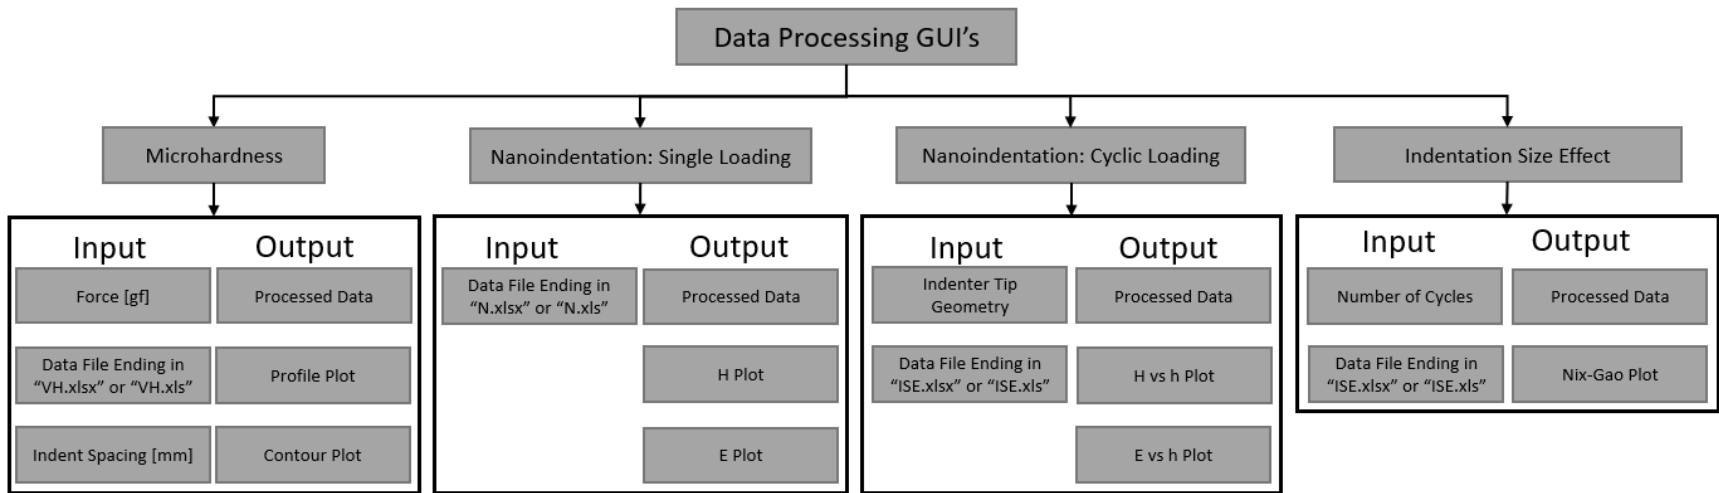 Data Processing GUI's
Microhardness
Nanoindentation: Single Loading
Nanoindentation: Cyclic Loading
Indentation Size Effect
Input
Output
Force [gf]
Processed Data
Data File Ending in
“VH.xlsx” or “VH.xls”
Profile Plot
Indent Spacing [mm]
Contour Plot
Input
Output
Data File Ending in
“N.xlsx” or “N.xls”
Processed Data
H Plot
E Plot
Input
Output
Indenter Tip
Geometry
Processed Data
Data File Ending in
“ISE.xlsx” or “ISE.xls”
H vs h Plot
E vs h Plot
Input
Output
Number of Cycles
Processed Data
Data File Ending in
“ISE.xlsx” or “ISE.xls”
Nix-Gao Plot